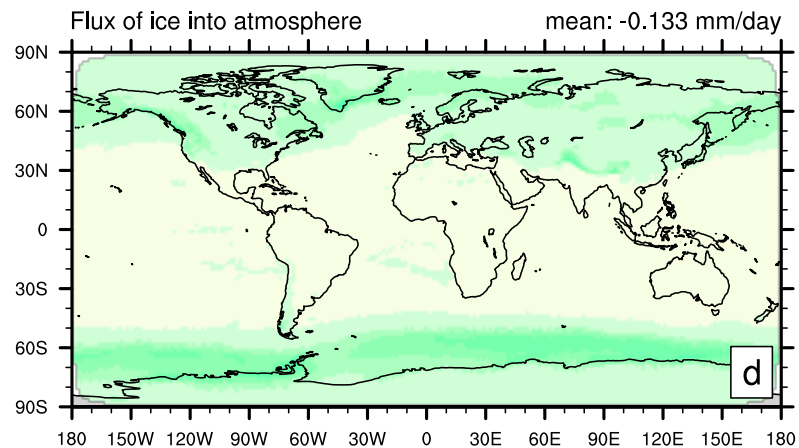 Flux of ice into atmosphere mean: -0.133 mm/day
90N
60N
30N
0
30S
60S
90S
d
180 150W 120W 90W 60W 30W 0 30E 60E 90E 120E 150E 180